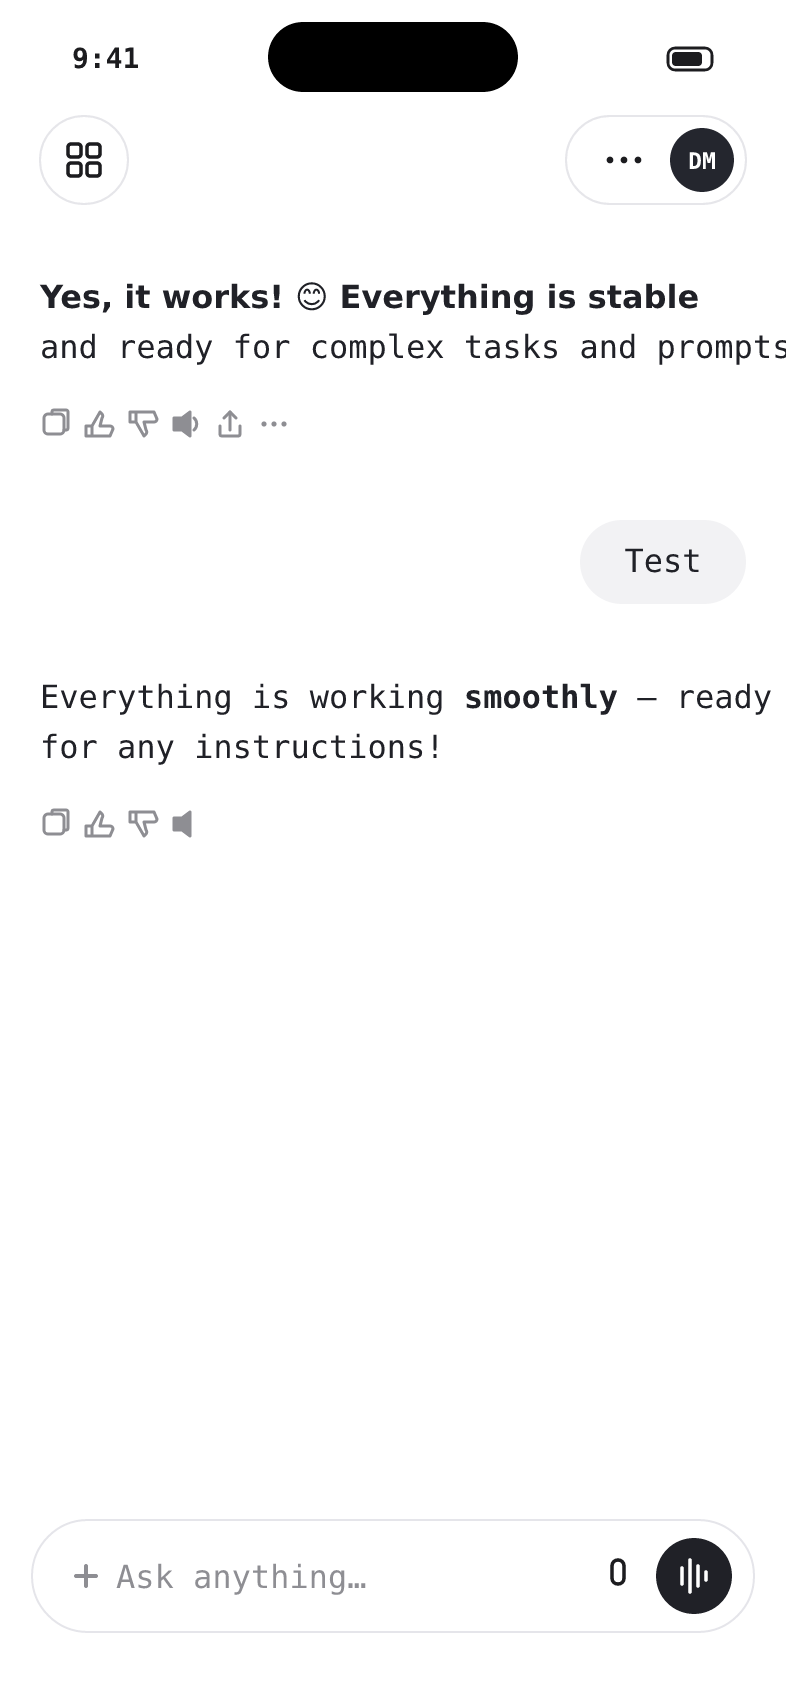 9:41
DM
Yes, it works! 😊 Everything is stable
and ready for complex tasks and prompts
Test
Everything is working smoothly — ready
for any instructions!
Ask anything…